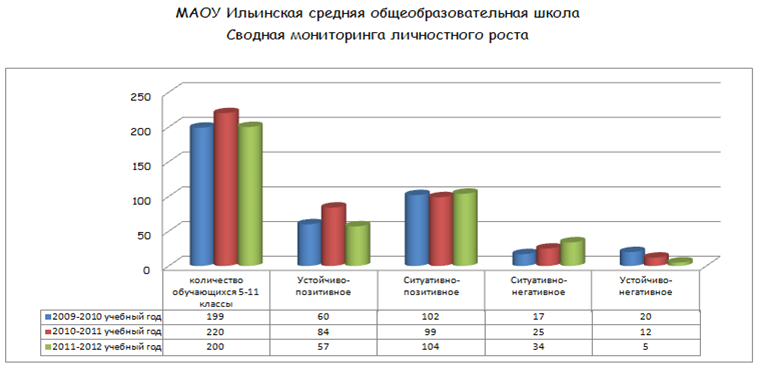 МАОУ Ильинская средняя общеобразовательная школа
Сводная мониторинга личностного роста
250
200
150
100
50
0
количество обучающихся 5-11 классы
Устойчиво-позитивное
Ситуативно-позитивное
Ситуативно-негативное
Устойчиво-негативное
2009-2010 учебный год 199 60 102 17 20
2010-2011 учебный год 220 84 99 25 12
2011-2012 учебный год 200 57 104 34 5